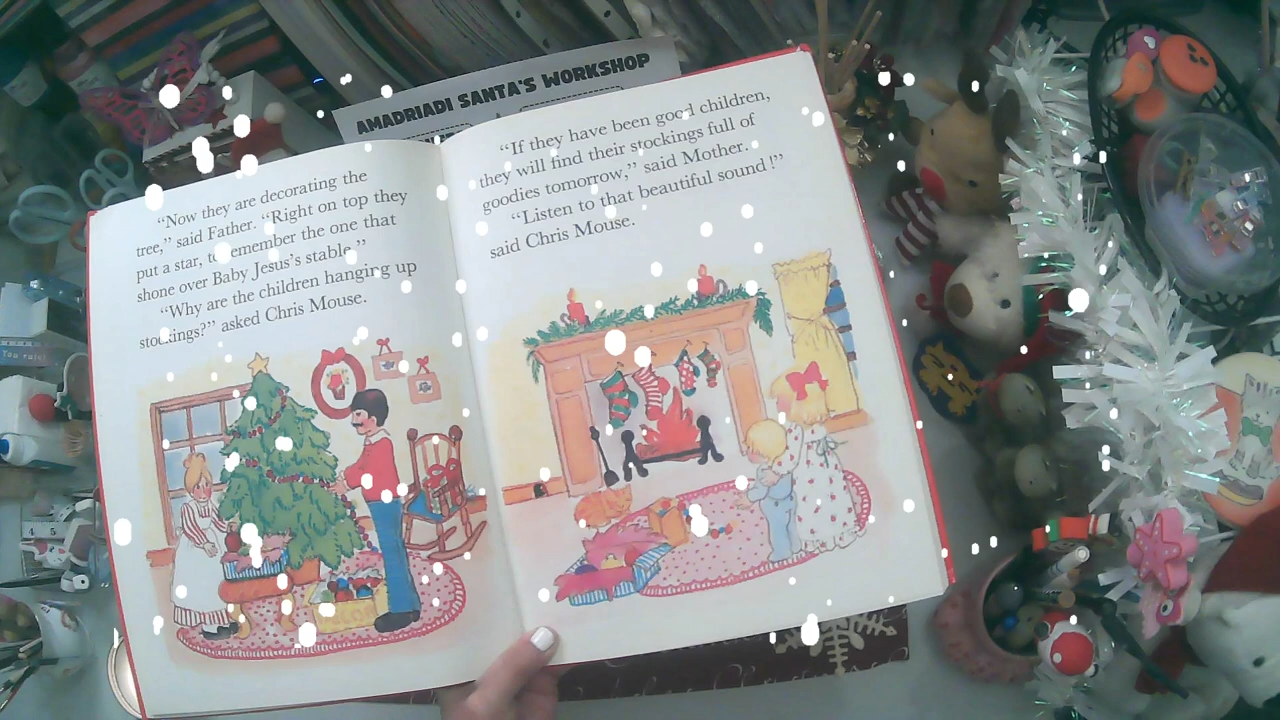 AMADRIADI SANTA'S WORKSHOP
"Now they are decorating the
tree," said Father. "Right on top they
put a star, to remember the one that
shone over Baby Jesus's stable."
"Why are the children hanging up
stockings?" asked Chris Mouse.
"If they have been good children,
they will find their stockings full of
goodies tomorrow," said Mother.
"Listen to that beautiful sound!"
said Chris Mouse.